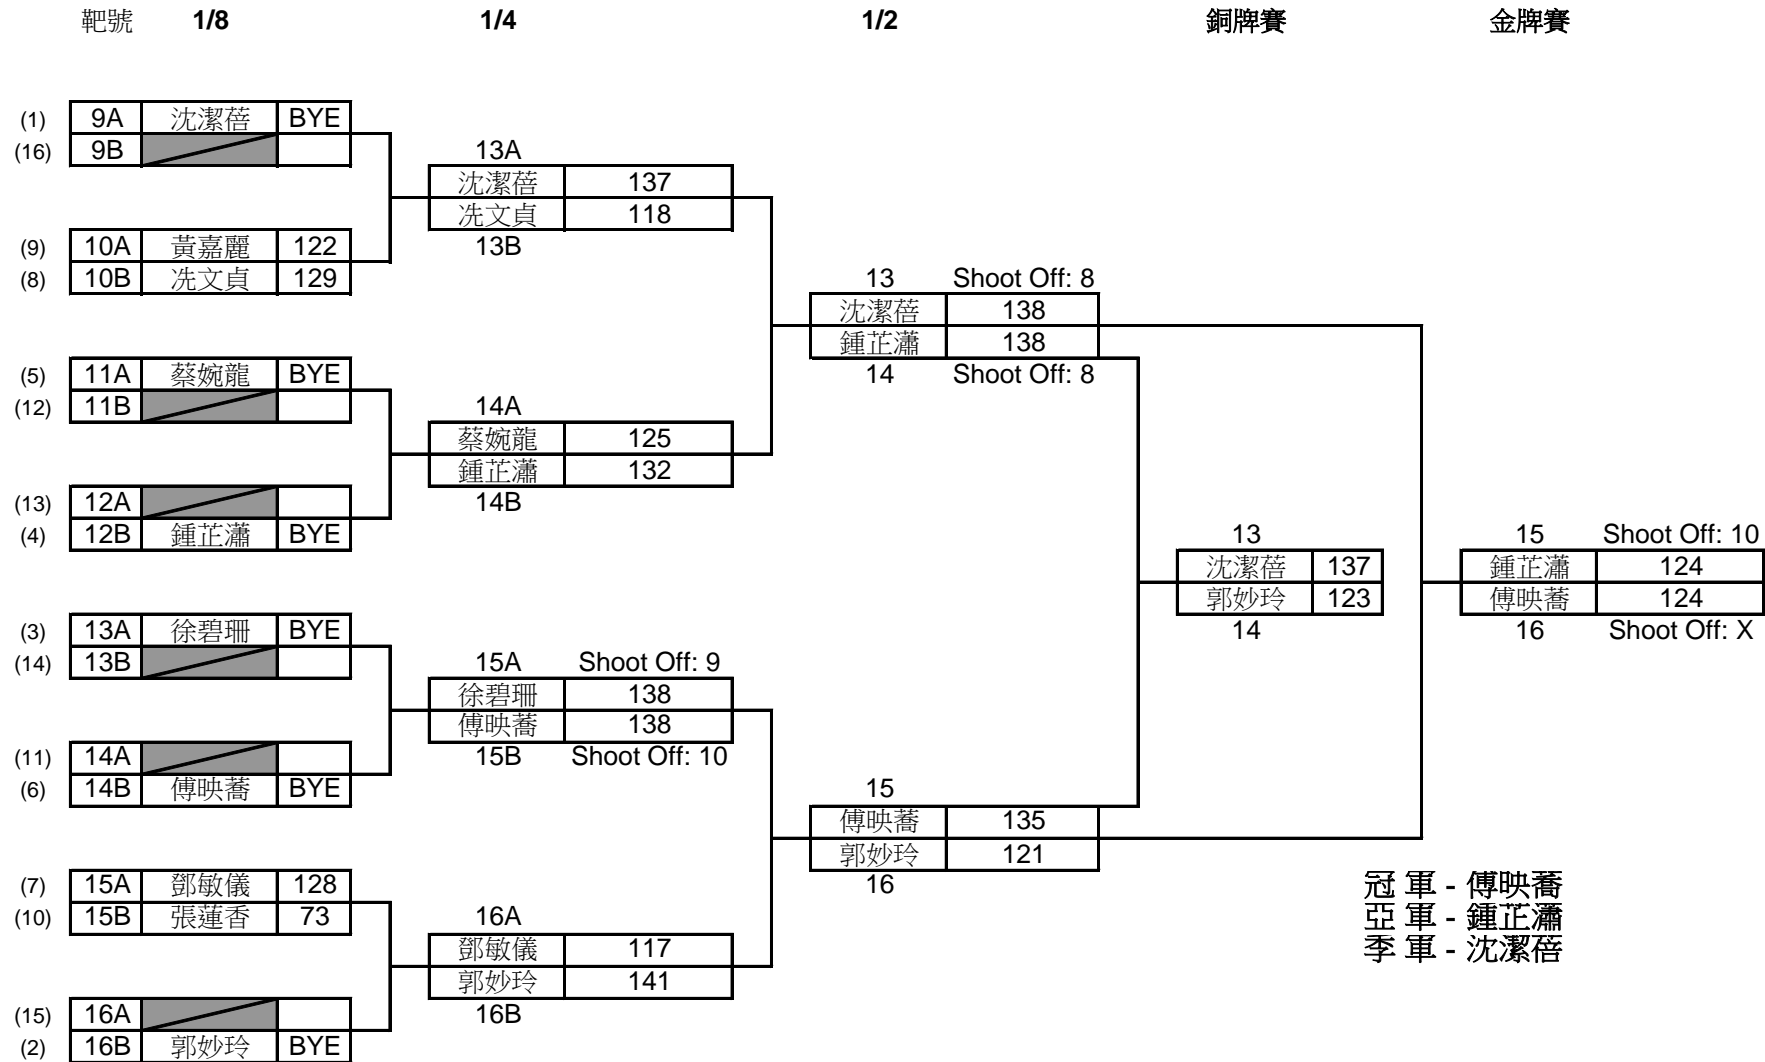 靶號 1/8 1/4 1/2 銅牌賽 金牌賽
(1) 9A 沈潔蓓 BYE
(16) 9B 13A
沈潔蓓 137
冼文貞 118
(9) 10A 黃嘉麗 122 13B
(8) 10B 冼文貞 129 13 Shoot Off: 8
沈潔蓓 138
鍾芷瀟 138
(5) 11A 蔡婉龍 BYE 14 Shoot Off: 8
(12) 11B 14A
蔡婉龍 125
鍾芷瀟 132
(13) 12A 14B
(4) 12B 鍾芷瀟 BYE 13 15 Shoot Off: 10
沈潔蓓 137 鍾芷瀟 124
郭妙玲 123 傅映蕎 124
(3) 13A 徐碧珊 BYE 14 16 Shoot Off: X
(14) 13B 15A Shoot Off: 9
徐碧珊 138
傅映蕎 138
(11) 14A 15B Shoot Off: 10
(6) 14B 傅映蕎 BYE 15
傅映蕎 135
郭妙玲 121
(7) 15A 鄧敏儀 128 16 冠 軍 - 傅映蕎
(10) 15B 張蓮香 73 16A 亞 軍 - 鍾芷瀟
鄧敏儀 117 季 軍 - 沈潔蓓
郭妙玲 141
(15) 16A 16B
(2) 16B 郭妙玲 BYE